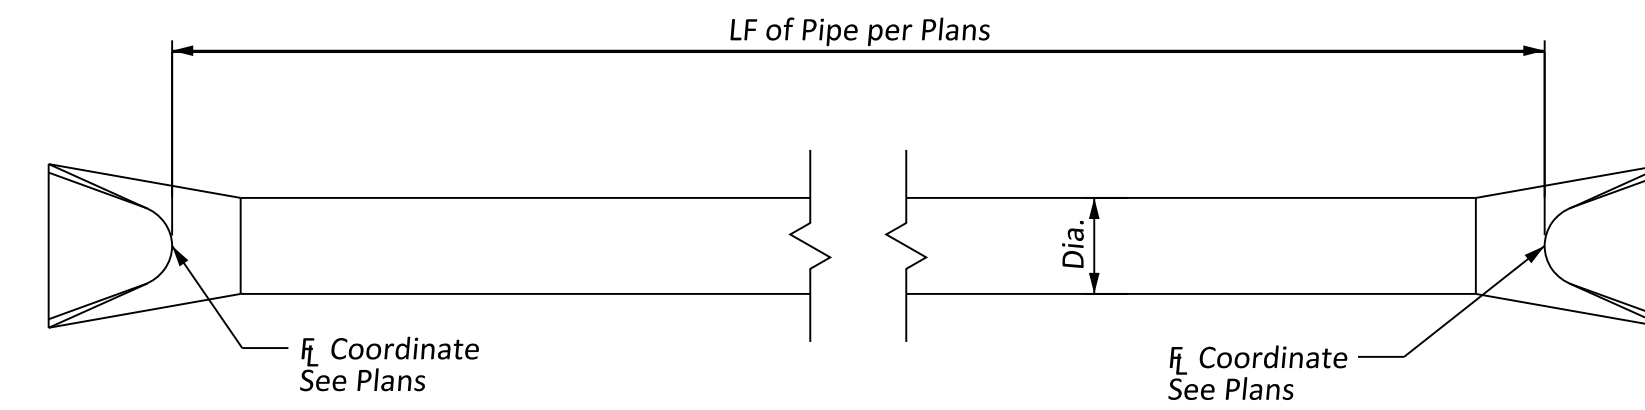 LF of Pipe per Plans
Dia.
FL Coordinate
See Plans
FL Coordinate
See Plans